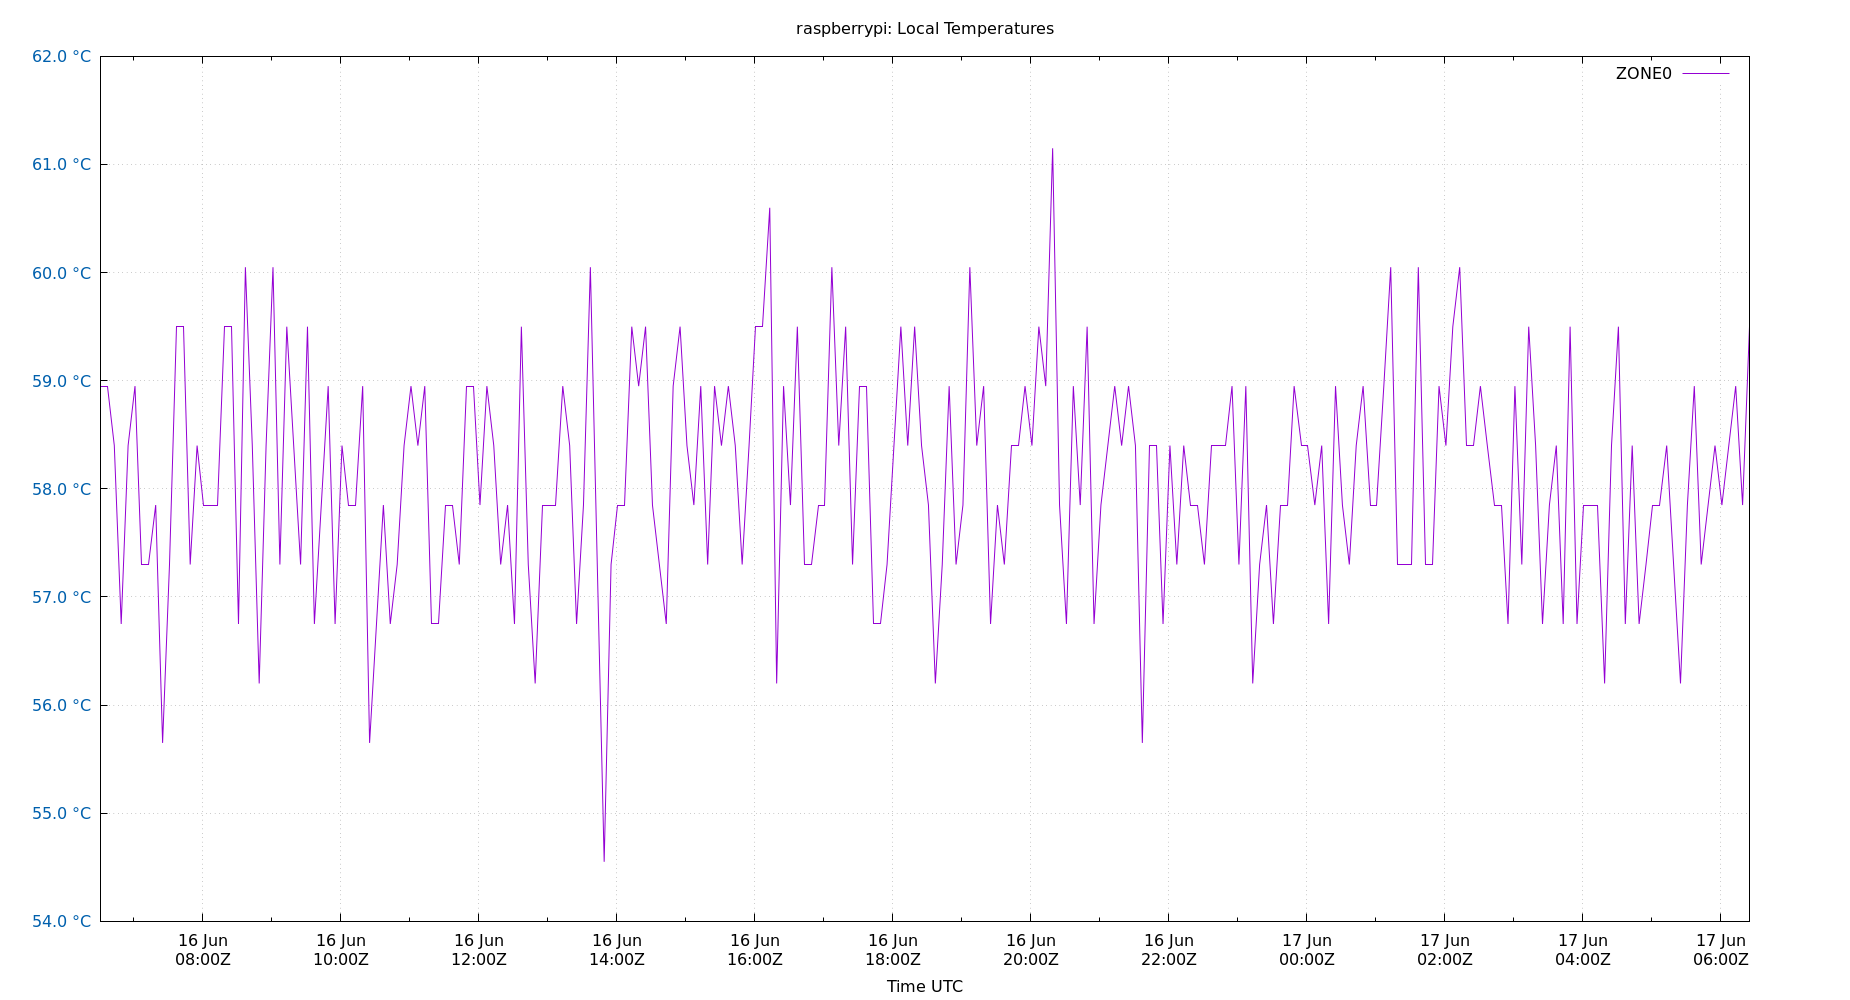 raspberrypi: Local Temperatures
ZONE0
62.0 °C
61.0 °C
60.0 °C
59.0 °C
58.0 °C
57.0 °C
56.0 °C
55.0 °C
54.0 °C
16 Jun 16 Jun 16 Jun 16 Jun 16 Jun 16 Jun 16 Jun 16 Jun 17 Jun 17 Jun 17 Jun 17 Jun
08:00Z 10:00Z 12:00Z 14:00Z 16:00Z 18:00Z 20:00Z 22:00Z 00:00Z 02:00Z 04:00Z 06:00Z
Time UTC